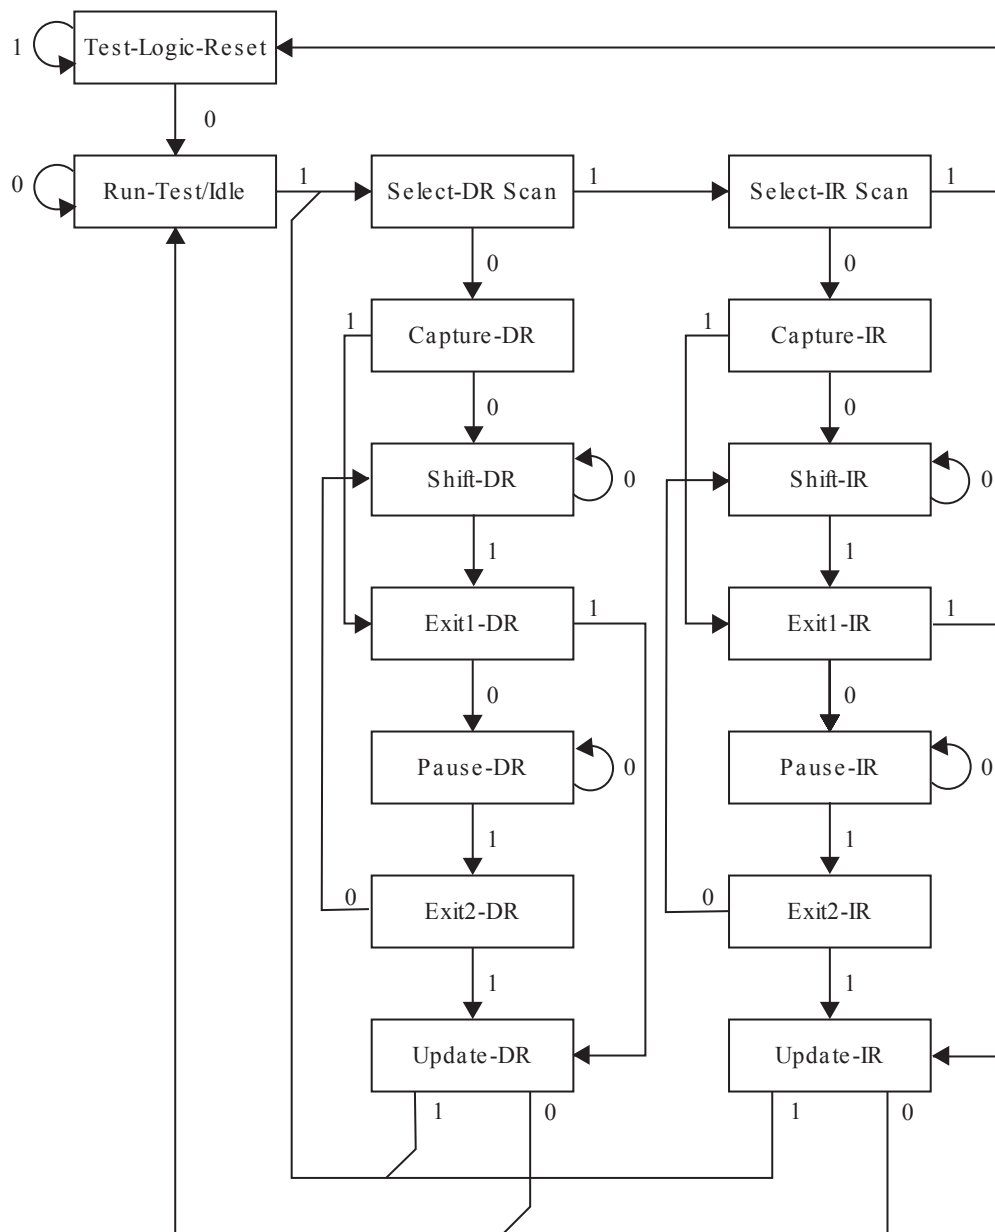 1 Test-Logic-Reset
0
0 Run-Test/Idle 1 Select-DR Scan 1 Select-IR Scan 1
0 0
1 Capture-DR 1 Capture-IR
0 0
Shift-DR 0 Shift-IR 0
1 1
Exit1-DR 1 Exit1-IR 1
0 0
Pause-DR 0 Pause-IR 0
1 1
0 Exit2-DR 0 Exit2-IR
1 1
Update-DR Update-IR
1 0 1 0